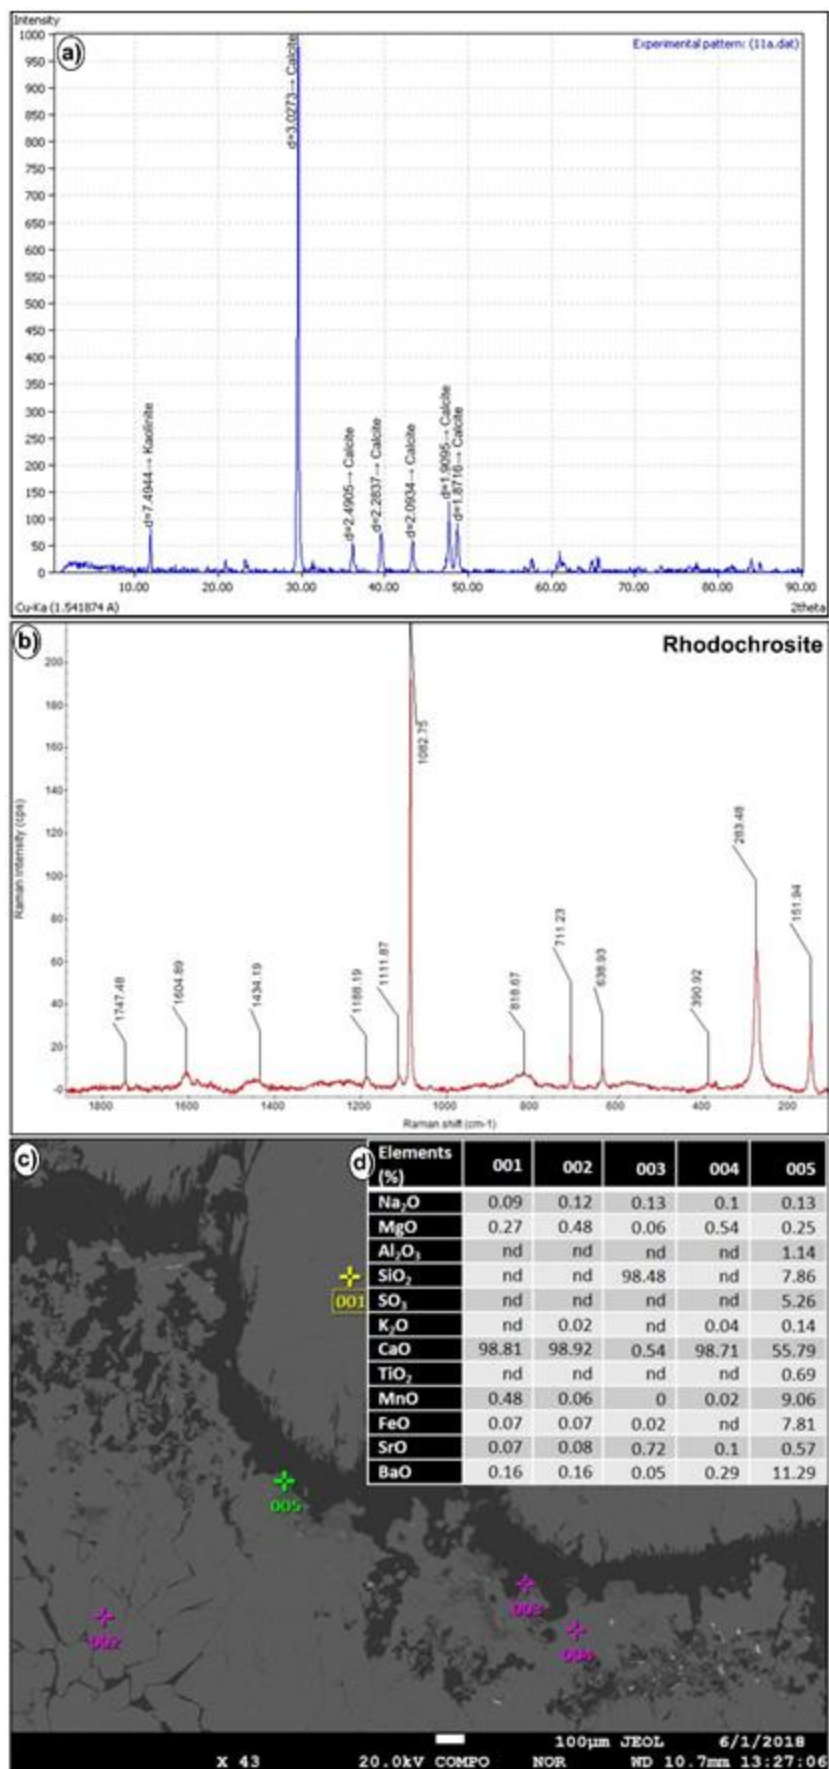 Intensity
a)
Experimental pattern: (11a.dat)
1000
950
900
850
800
750
700
650
600
550
500
450
400
350
300
250
200
150
100
50
0
d=7.4944→ Kaolinite
d=3.0273→ Calcite
d=2.4905→ Calcite
d=2.2837→ Calcite
d=2.0934→ Calcite
d=1.9095→ Calcite
d=1.8716→ Calcite
10.00 20.00 30.00 40.00 50.00 60.00 70.00 80.00 90.00
Cu-Ka (1.541874 A) 2theta
b) Rhodochrosite
Raman Intensity (cps)
200
180
160
140
120
100
80
60
40
20
-0
1747.48
1604.89
1434.19
1188.19
1111.87
1082.75
818.67
711.23
638.93
390.92
283.48
151.94
1800 1600 1400 1200 1000 800 600 400 200
Raman shift (cm-1)
c)
d)
Elements (%) 001 002 003 004 005
Na2O 0.09 0.12 0.13 0.1 0.13
MgO 0.27 0.48 0.06 0.54 0.25
Al2O3 nd nd nd nd 1.14
SiO2 nd nd 98.48 nd 7.86
SO3 nd nd nd nd 5.26
K2O nd 0.02 nd 0.04 0.14
CaO 98.81 98.92 0.54 98.71 55.79
TiO2 nd nd nd nd 0.69
MnO 0.48 0.06 0 0.02 9.06
FeO 0.07 0.07 0.02 nd 7.81
SrO 0.07 0.08 0.72 0.1 0.57
BaO 0.16 0.16 0.05 0.29 11.29
001
005
003
002
004
100µm JEOL 6/1/2018
X 43 20.0kV COMPO NOR WD 10.7mm 13:27:06